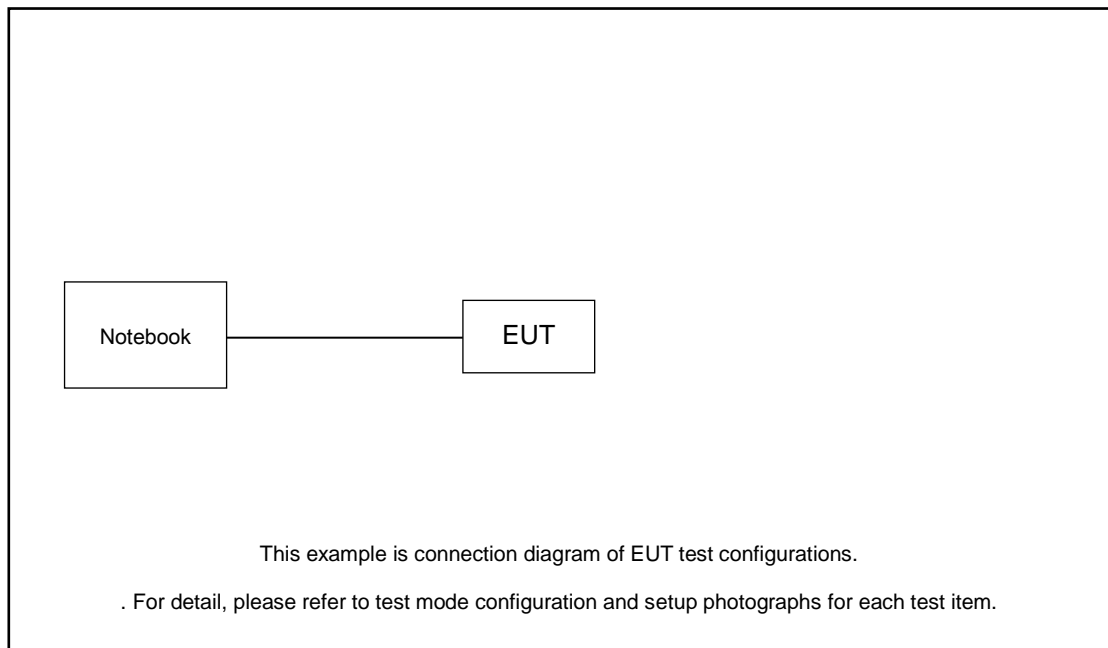 Notebook
EUT
This example is connection diagram of EUT test configurations.
. For detail, please refer to test mode configuration and setup photographs for each test item.